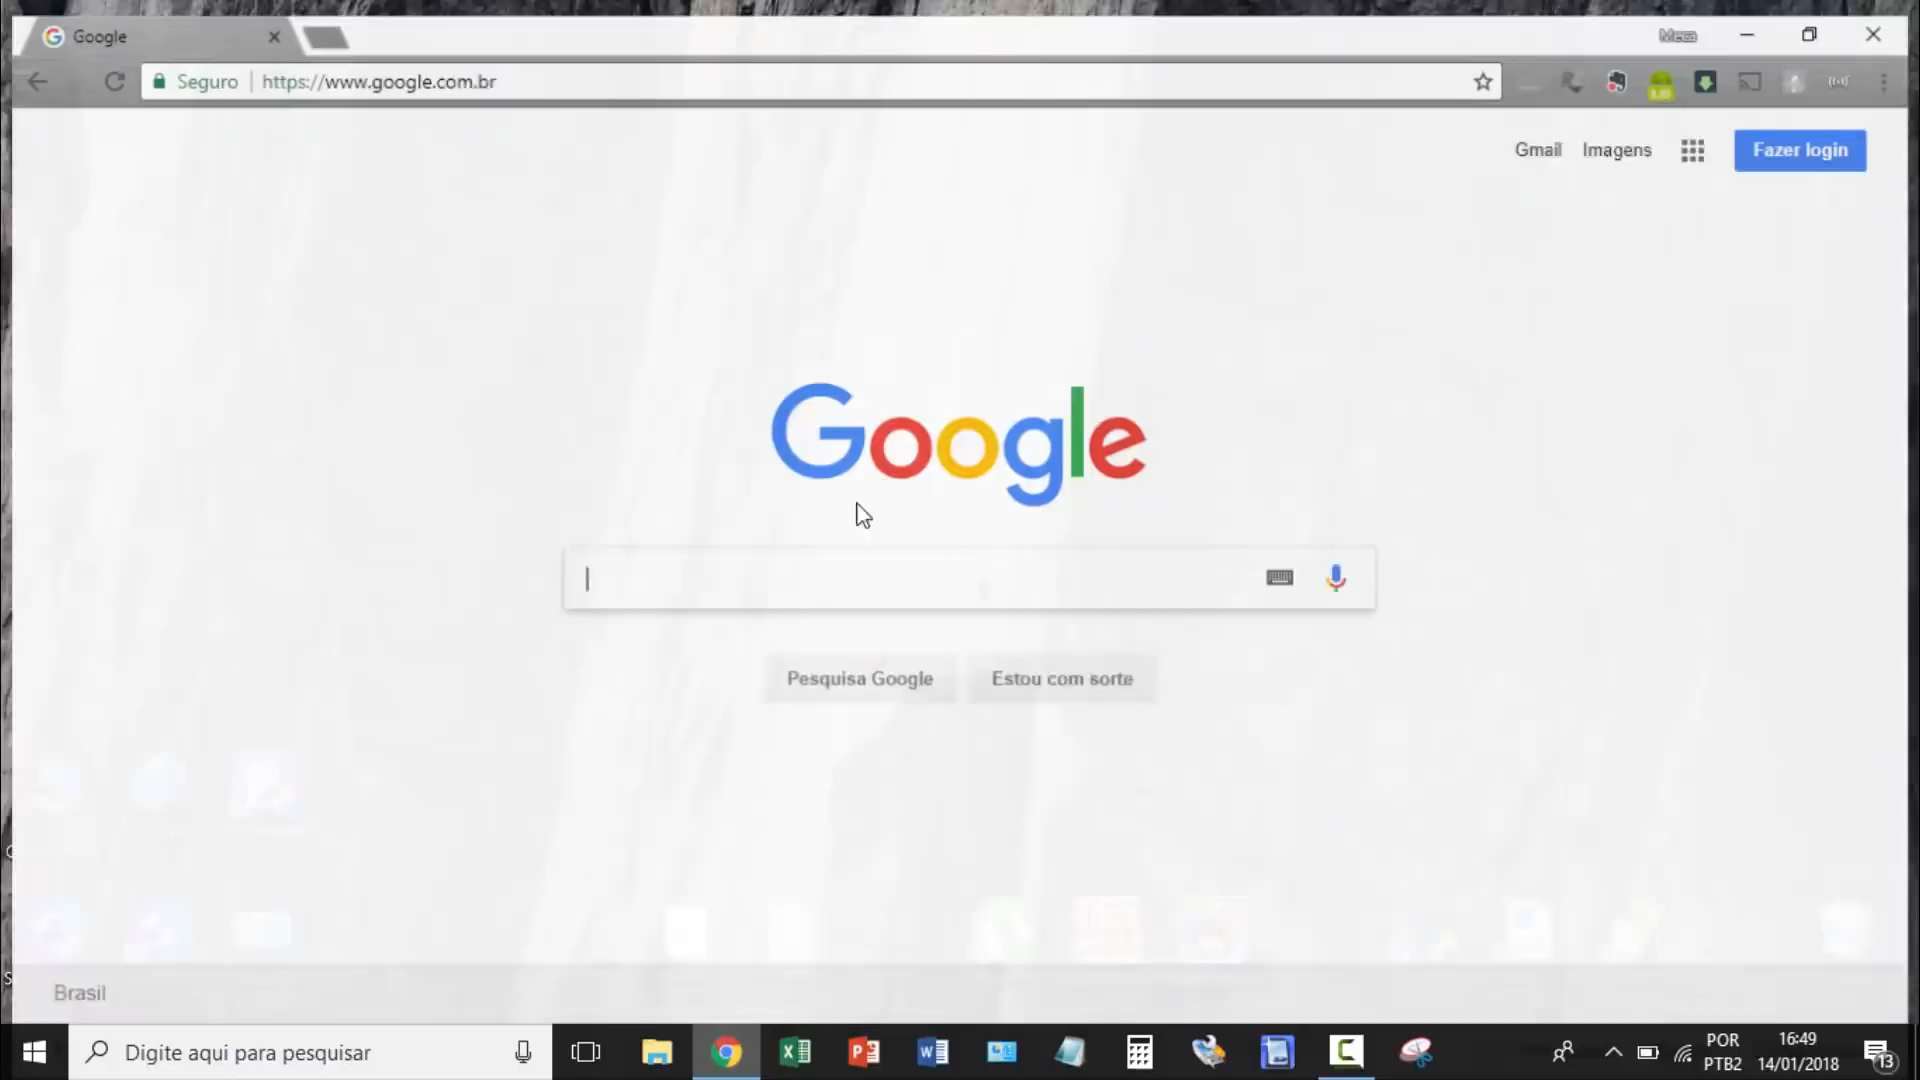 Google
Seguro
https://www.google.com.br
Gmail
Imagens
Fazer login
Google
Pesquisa Google
Estou com sorte
Brasil
Digite aqui para pesquisar
POR
PTB2
16:49
14/01/2018
13